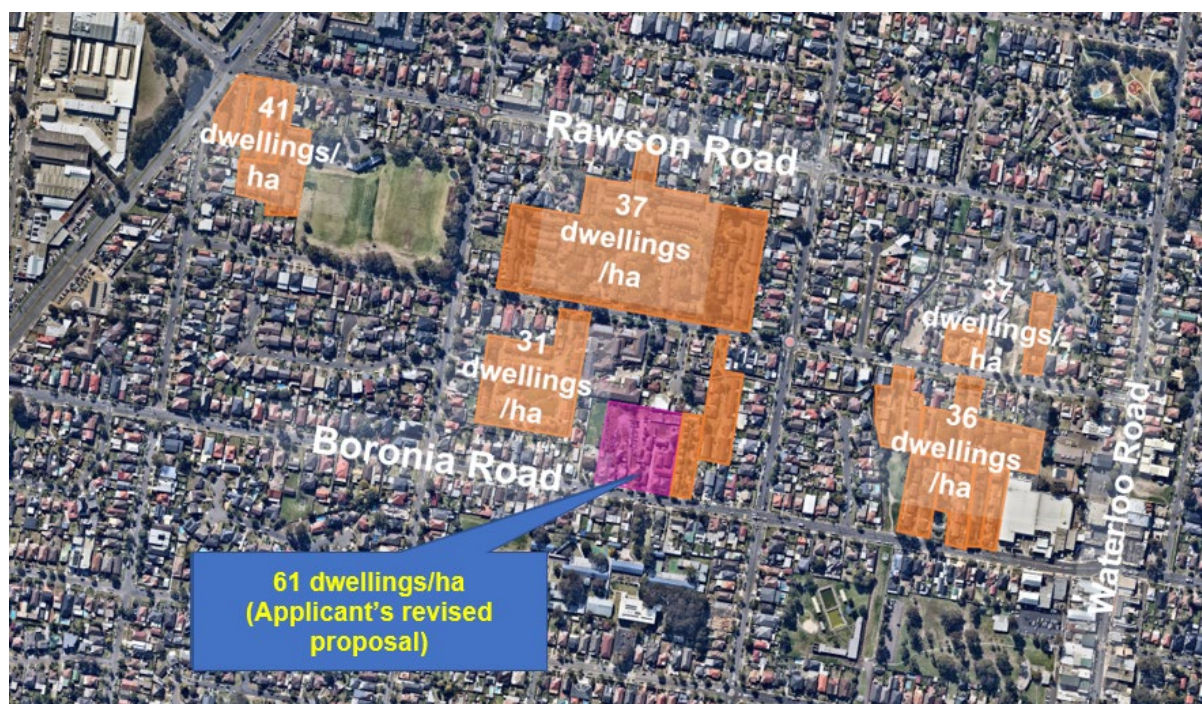 41
dwellings/
ha
Rawson Road
37
dwellings
/ha
37
dwellings/
ha
31
dwellings
/ha
36
dwellings
/ha
Boronia Road
Waterloo Road
61 dwellings/ha
(Applicant's revised
proposal)